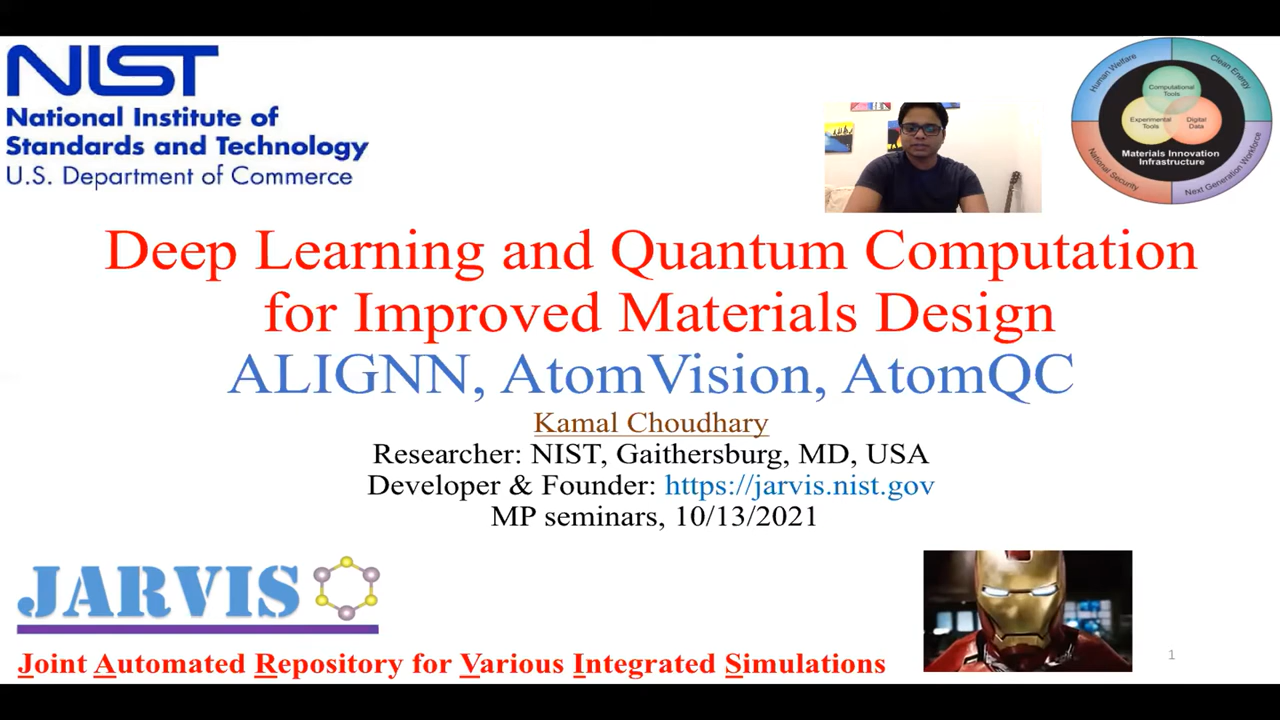 NIST
National Institute of
Standards and Technology
U.S. Department of Commerce
Human Welfare
Clean Energy
Computational
Tools
Experimental
Tools
Digital
Data
Materials Innovation
Infrastructure
National Security
Next Generation Workforce
Deep Learning and Quantum Computation
for Improved Materials Design
ALIGNN, AtomVision, AtomQC
Kamal Choudhary
Researcher: NIST, Gaithersburg, MD, USA
Developer & Founder: https://jarvis.nist.gov
MP seminars, 10/13/2021
JARVIS
Joint Automated Repository for Various Integrated Simulations
1